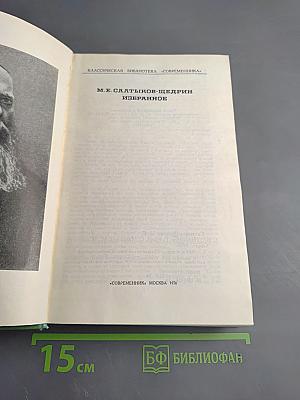 КЛАССИЧЕСКАЯ БИБЛИОТЕКА «СОВРЕМЕННИКА»
М. Е. САЛТЫКОВ-ЩЕДРИН
ИЗБРАННОЕ
«СОВРЕМЕННИК» МОСКВА 1976
15 см
БФ БИБЛИОФАН